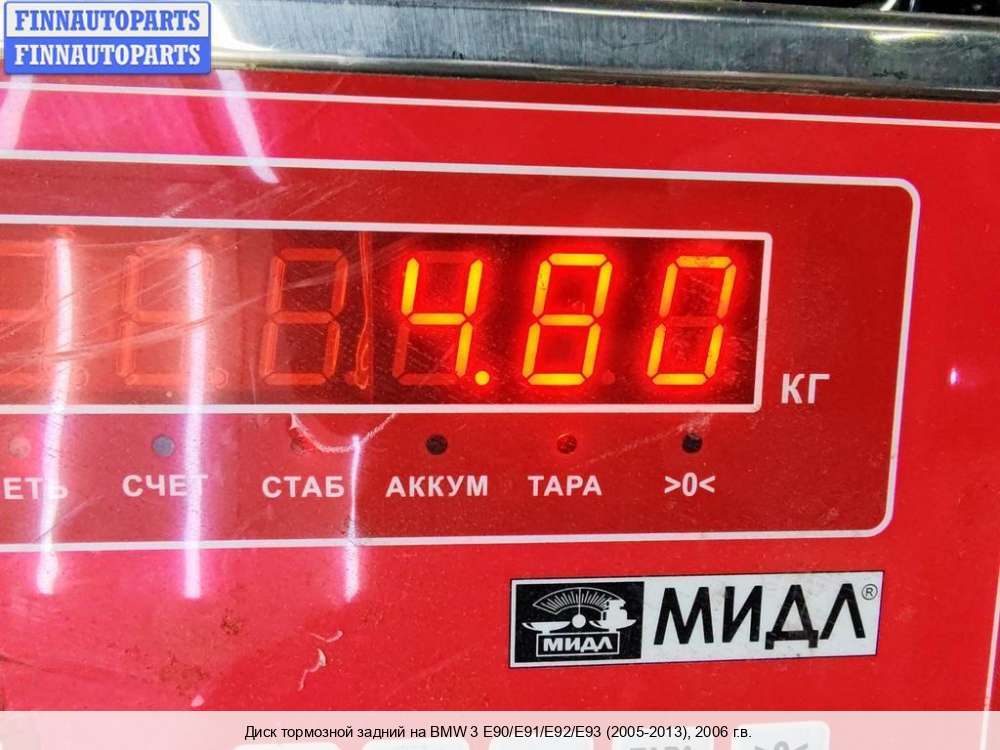 FINNAUTOPARTS
FINNAUTOPARTS
4.80
КГ
ЕТЬ СЧЕТ СТАБ АККУМ ТАРА >0<
МИДЛ МИДЛ®
Диск тормозной задний на BMW 3 E90/E91/E92/E93 (2005-2013), 2006 г.в.